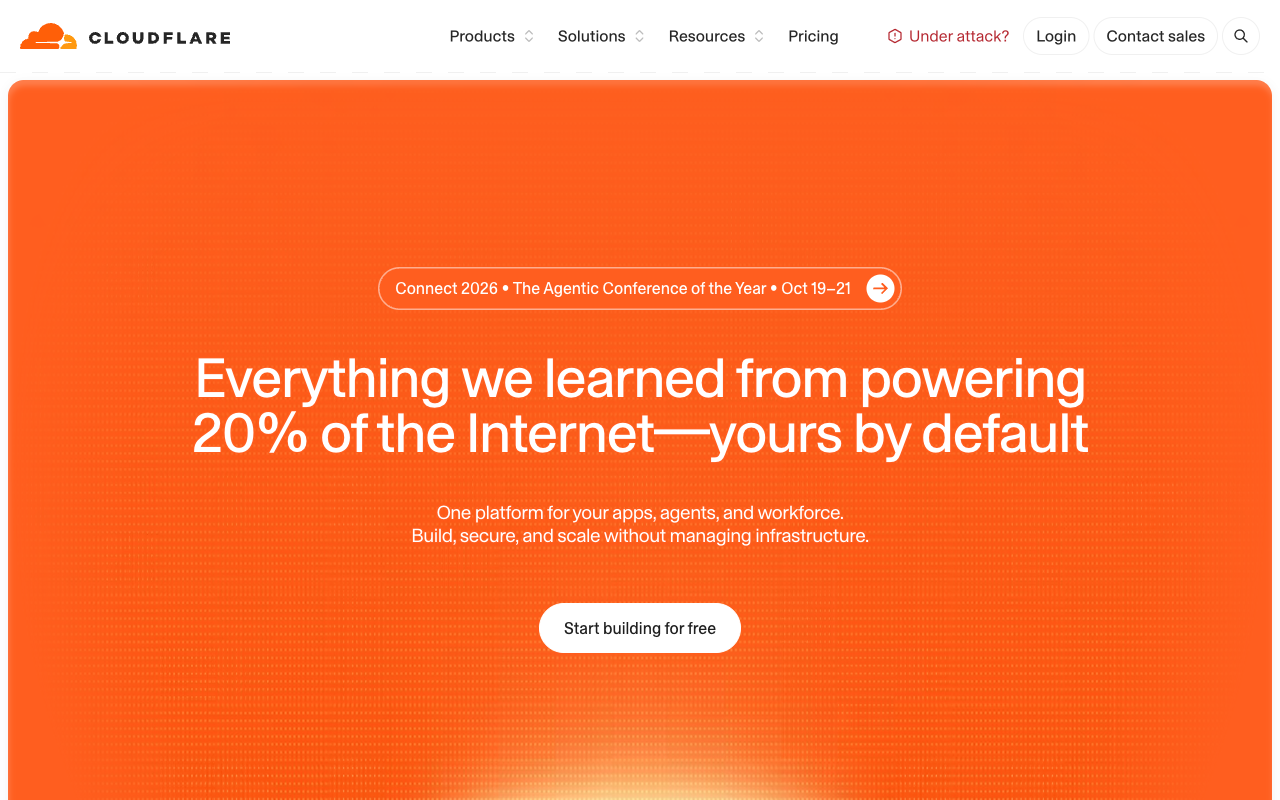 CLOUDFLARE
Products
Solutions
Resources
Pricing
Under attack?
Login
Contact sales
Connect 2026 • The Agentic Conference of the Year • Oct 19–21
Everything we learned from powering
20% of the Internet—yours by default
One platform for your apps, agents, and workforce.
Build, secure, and scale without managing infrastructure.
Start building for free